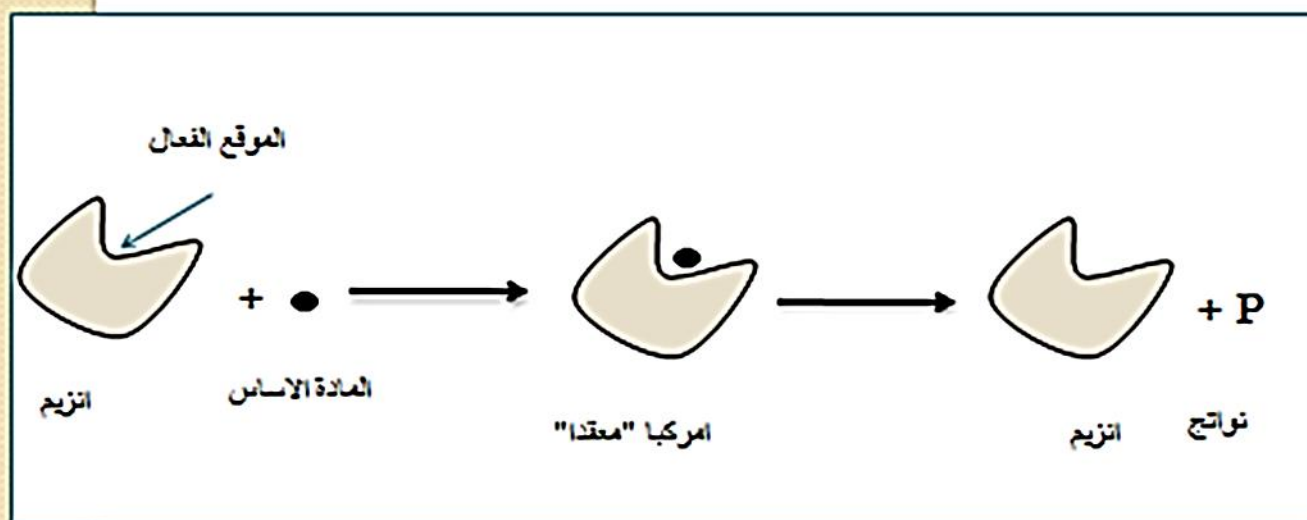 الموقع الفعال
+
+ P
انزيم
المادة الاساس
امركبا "معقدا"
انزيم
نواتج